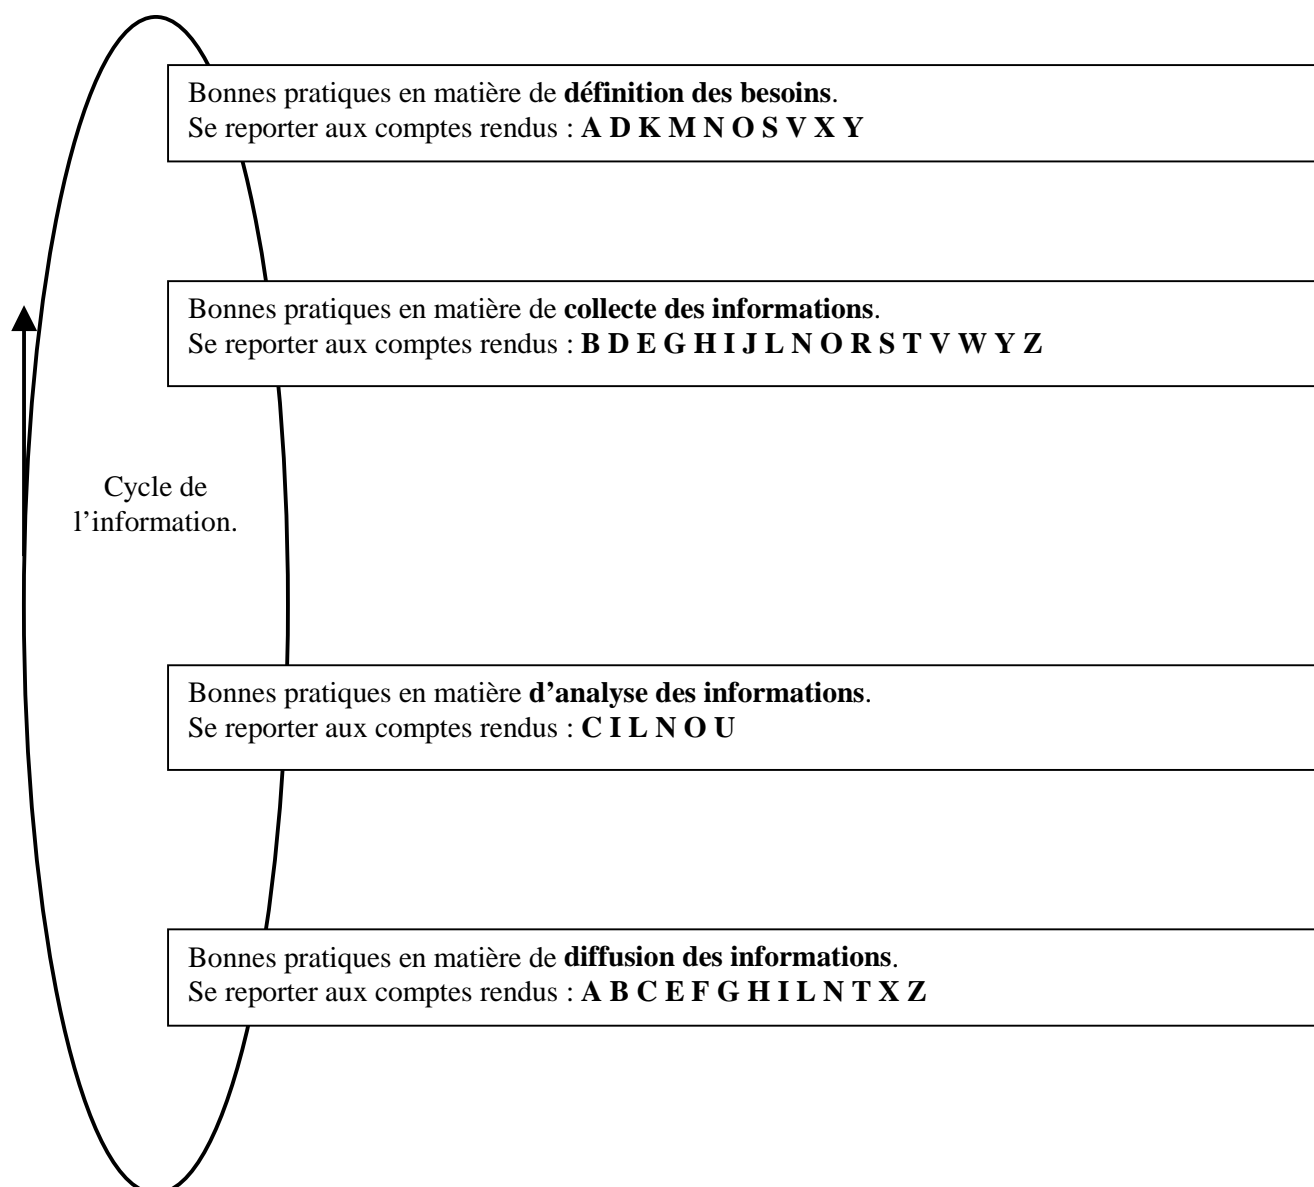 Bonnes pratiques en matière de définition des besoins.
Se reporter aux comptes rendus : A D K M N O S V X Y
Bonnes pratiques en matière de collecte des informations.
Se reporter aux comptes rendus : B D E G H I J L N O R S T V W Y Z
Cycle de
l’information.
Bonnes pratiques en matière d’analyse des informations.
Se reporter aux comptes rendus : C I L N O U
Bonnes pratiques en matière de diffusion des informations.
Se reporter aux comptes rendus : A B C E F G H I L N T X Z